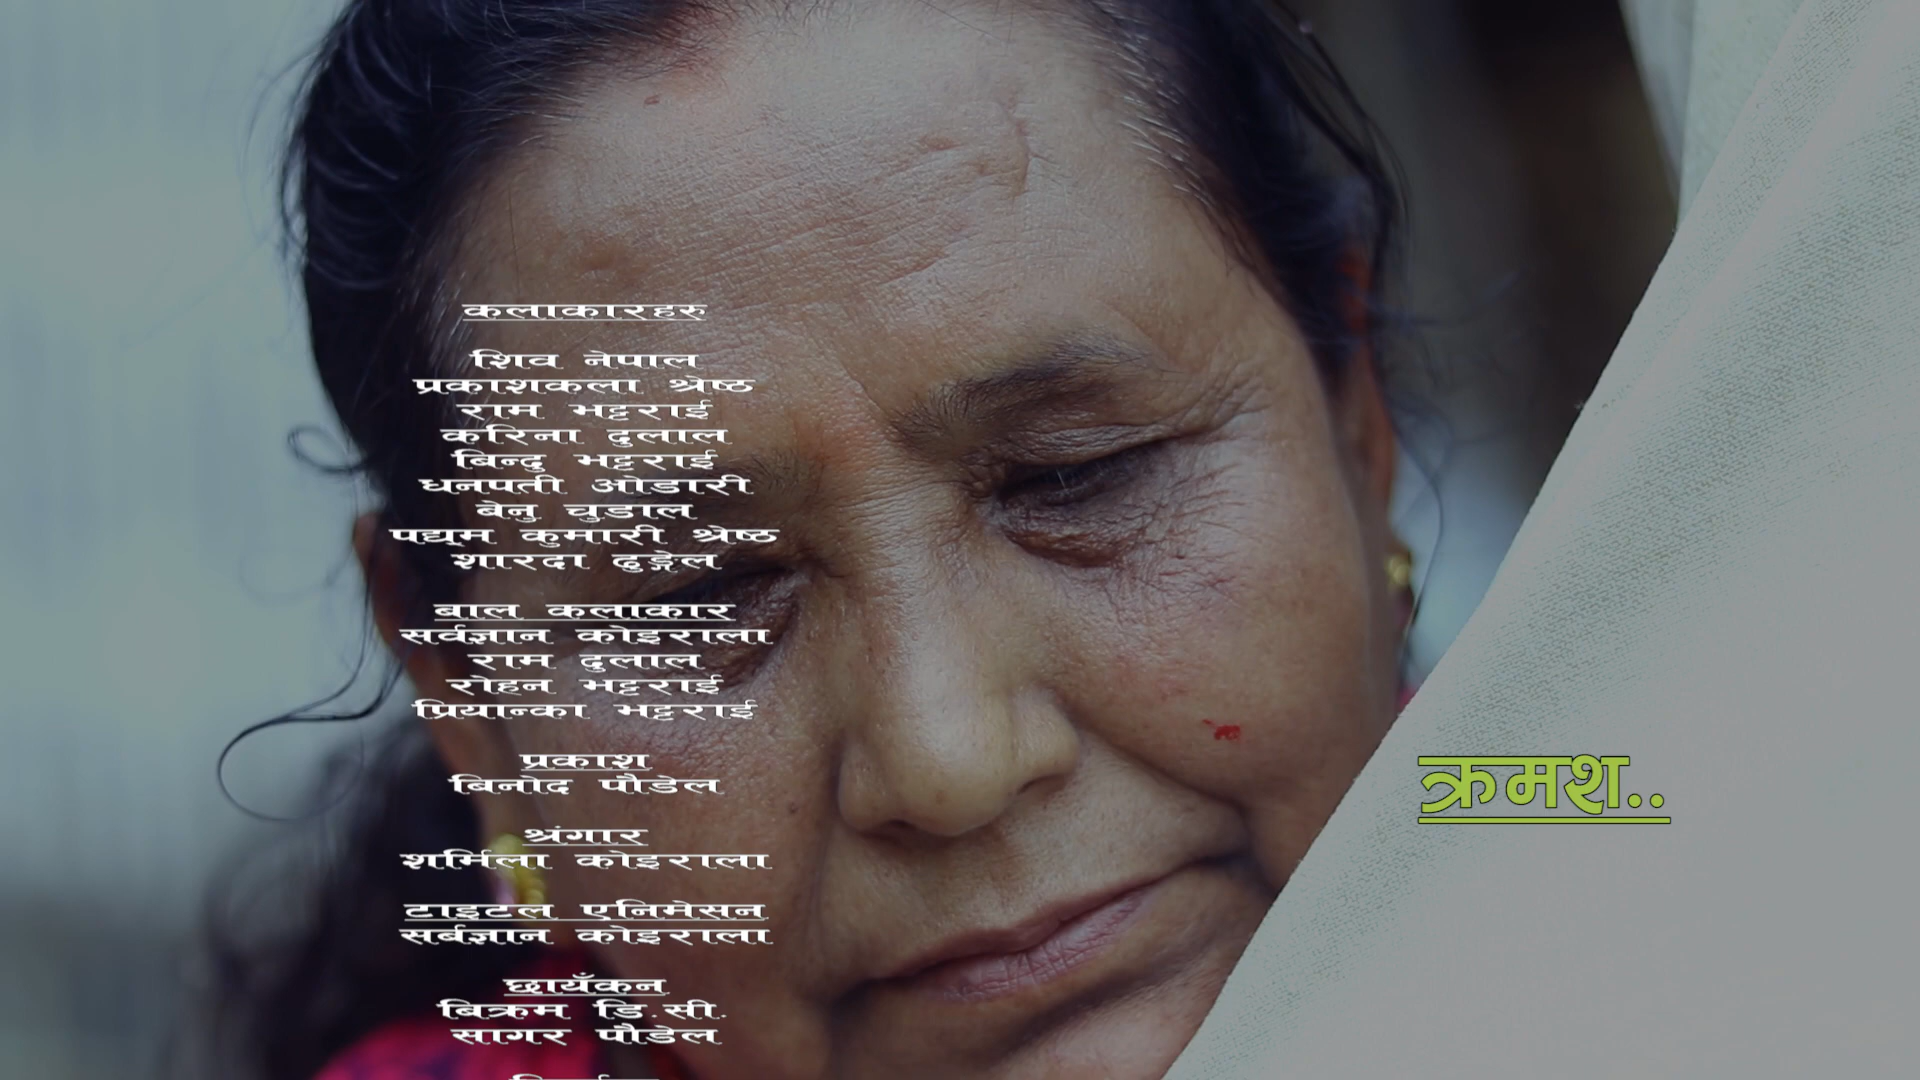 कलाकारहरु
शिव नेपाल
प्रकाशकला श्रेष्ठ
राम भट्टराई
करिना दुलाल
बिन्दु भट्टराई
धनपती ओडारी
बेनु चुडाल
पद्य्म कुमारी श्रेष्ठ
शारदा ढुङ्गेल
बाल कलाकार
सर्वज्ञान कोइराला
राम दुलाल
रोहन भट्टराई
प्रियान्का भट्टराई
प्रकाश
बिनोद पौडेल
श्रंगार
शर्मिला कोइराला
टाइटल एनिमेसन
सर्बज्ञान कोइराला
छायँकन
बिक्रम डि.सी.
सागर पौडेल
क्रमश..